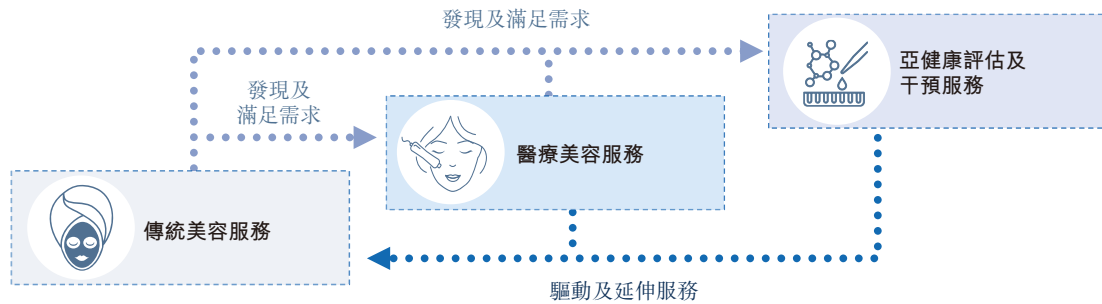 發現及滿足需求
亞健康評估及
干預服務
發現及
滿足需求
醫療美容服務
傳統美容服務
驅動及延伸服務